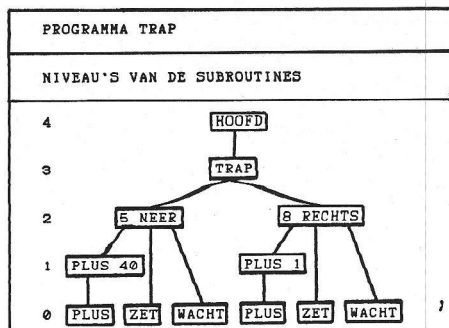 PROGRAMMA TRAP
NIVEAU'S VAN DE SUBROUTINES
4 HOOFD
3 TRAP
2 5 NEER 8 RECHTS
1 PLUS 40 PLUS 1
0 PLUS ZET WACHT PLUS ZET WACHT